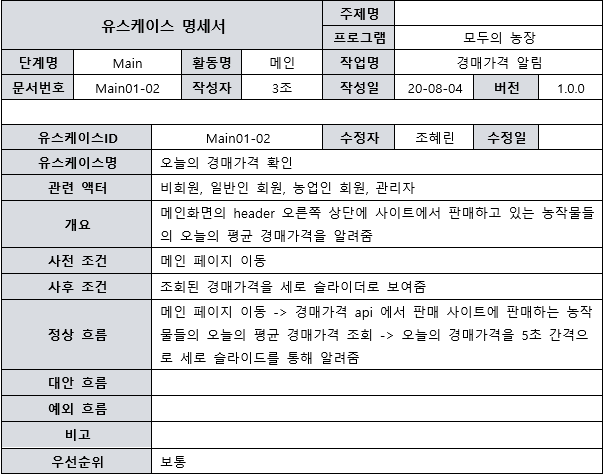 유스케이스 명세서
주제명
프로그램 모두의 농장
단계명 Main 활동명 메인 작업명 경매가격 알림
문서번호 Main01-02 작성자 3조 작성일 20-08-04 버전 1.0.0
유스케이스ID Main01-02 수정자 조혜린 수정일
유스케이스명 오늘의 경매가격 확인
관련 액터 비회원, 일반인 회원, 농업인 회원, 관리자
개요 메인화면의 header 오른쪽 상단에 사이트에서 판매하고 있는 농작물들
의 오늘의 평균 경매가격을 알려줌
사전 조건 메인 페이지 이동
사후 조건 조회된 경매가격을 세로 슬라이더로 보여줌
정상 흐름 메인 페이지 이동 -> 경매가격 api 에서 판매 사이트에 판매하는 농작
물들의 오늘의 평균 경매가격 조회 -> 오늘의 경매가격을 5초 간격으
로 세로 슬라이드를 통해 알려줌
대안 흐름
예외 흐름
비고
우선순위 보통